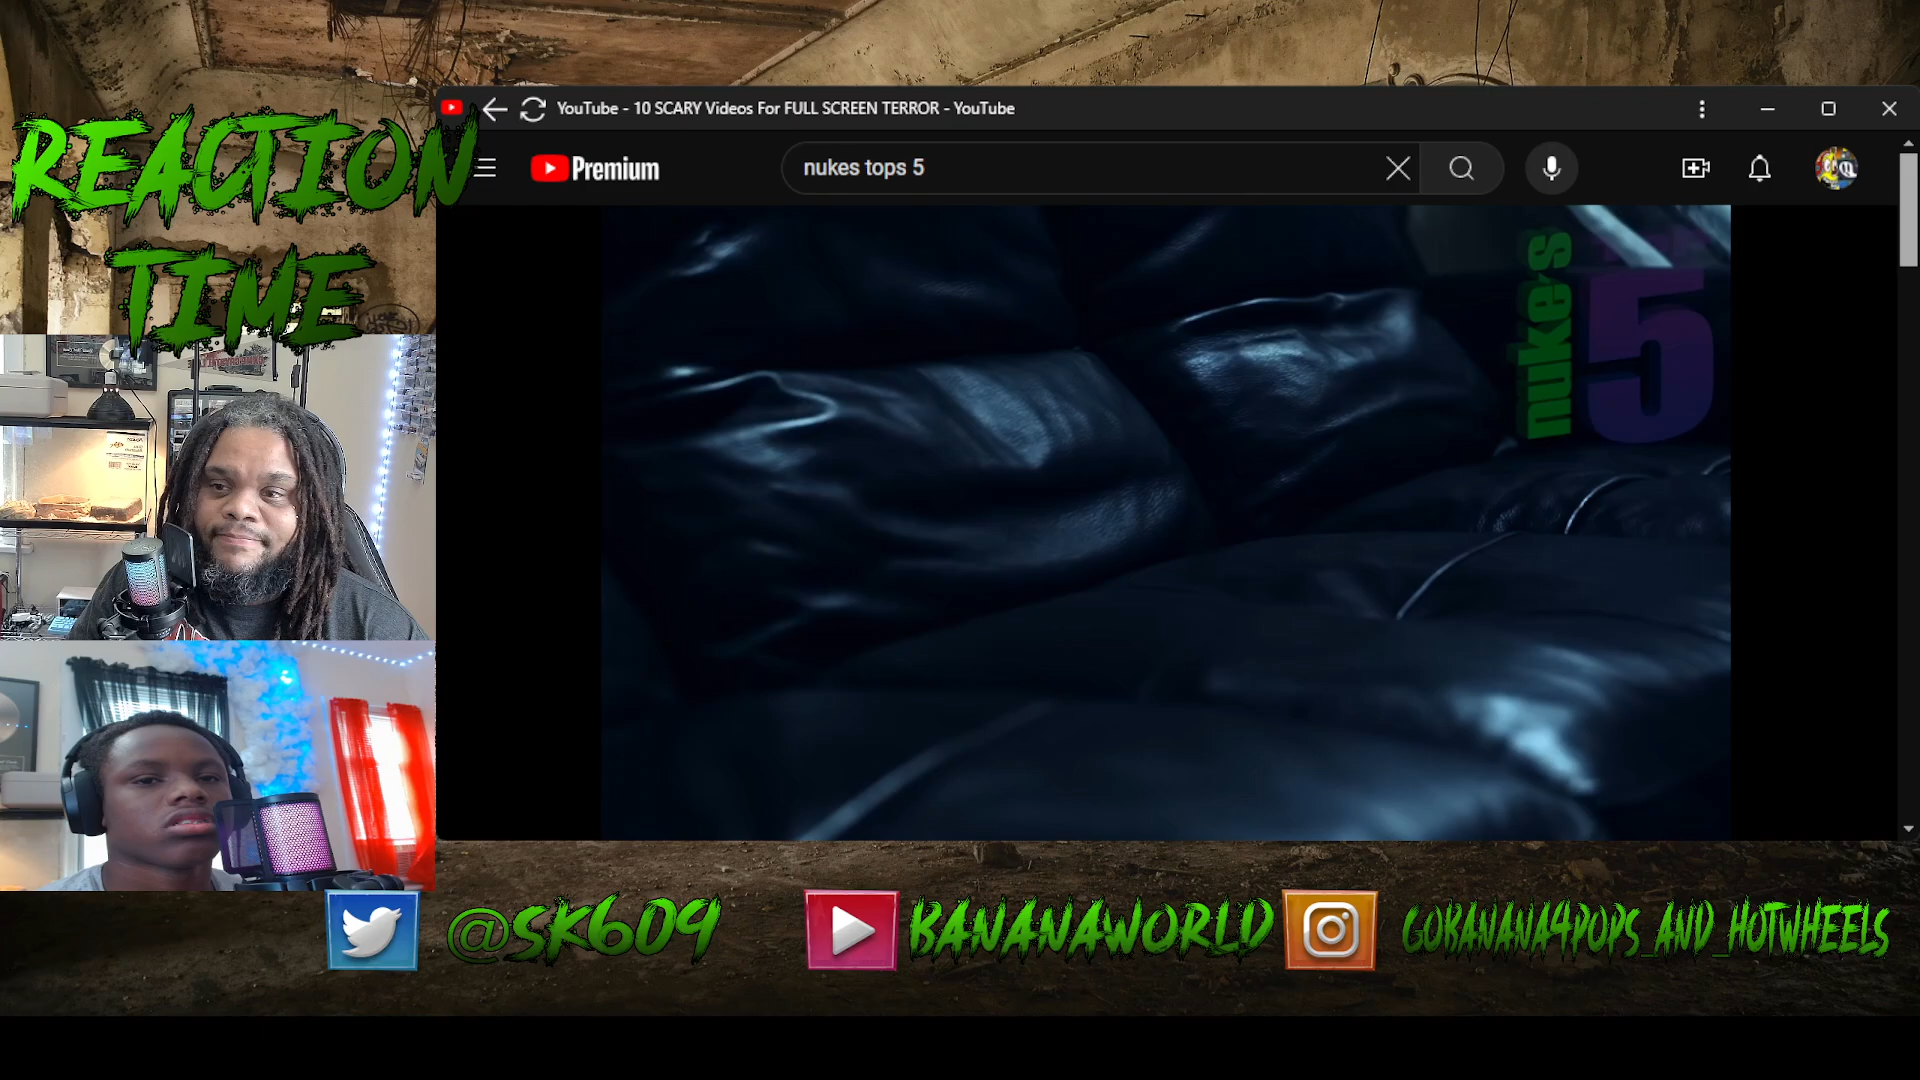 REACTION
TIME
YouTube - 10 SCARY Videos For FULL SCREEN TERROR - YouTube
Premium
nukes tops 5
nuke's
5
@SK609
BANANAWORLD
GOBANANA4POPS_AND_HOTWHEELS